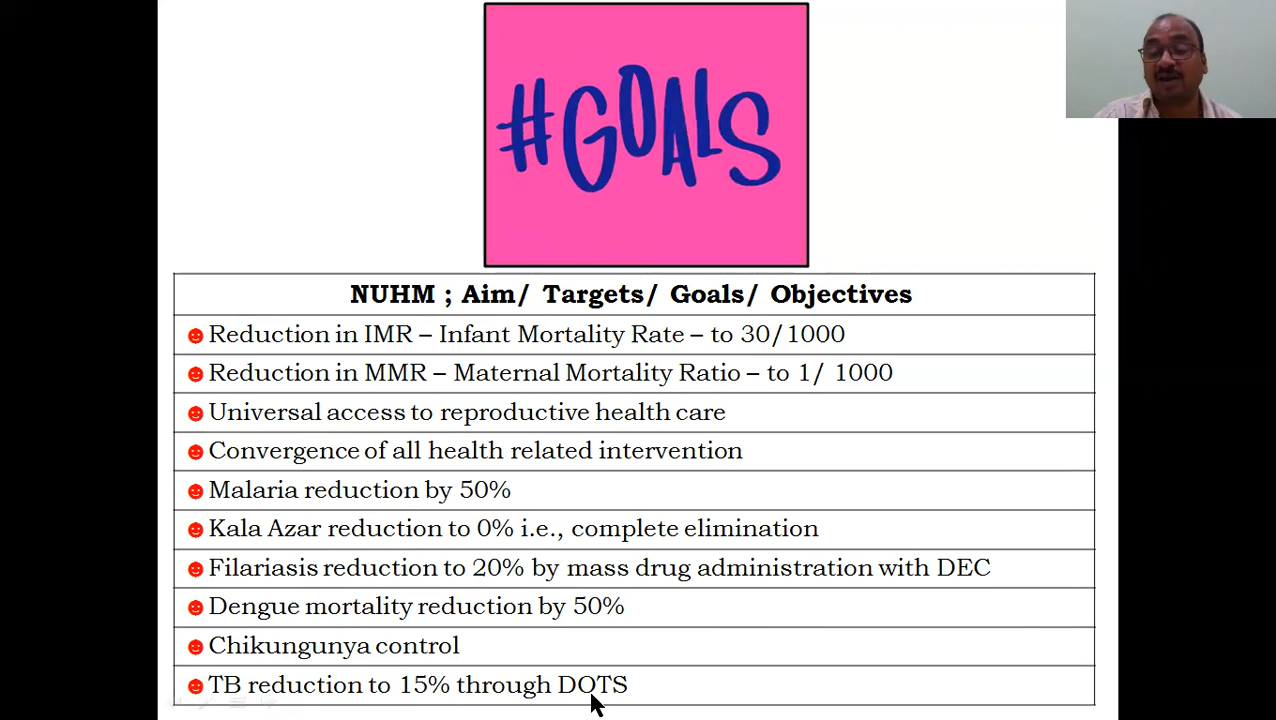 #GOALS
NUHM ; Aim/ Targets/ Goals/ Objectives
Reduction in IMR – Infant Mortality Rate – to 30/1000
Reduction in MMR – Maternal Mortality Ratio – to 1/ 1000
Universal access to reproductive health care
Convergence of all health related intervention
Malaria reduction by 50%
Kala Azar reduction to 0% i.e., complete elimination
Filariasis reduction to 20% by mass drug administration with DEC
Dengue mortality reduction by 50%
Chikungunya control
TB reduction to 15% through DOTS